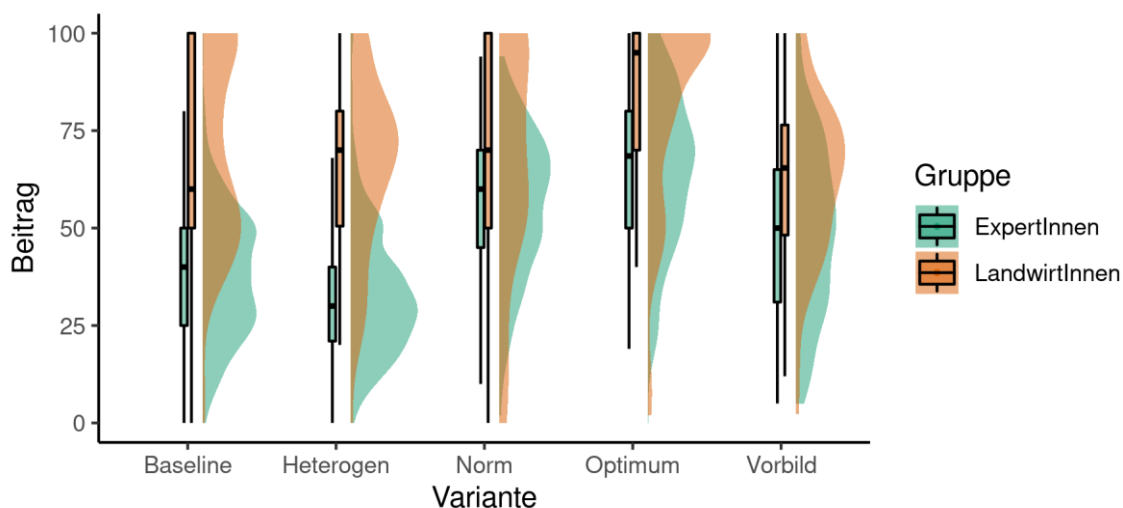 100
75
50
25
0
Beitrag
Baseline
Heterogen
Norm
Optimum
Vorbild
Variante
Gruppe
ExpertInnen
LandwirtInnen